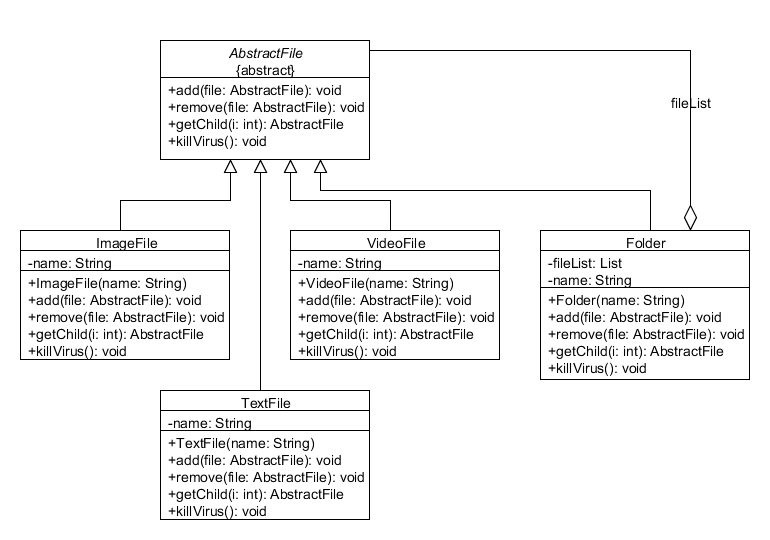 AbstractFile
{abstract}
+add(file: AbstractFile): void
+remove(file: AbstractFile): void
+getChild(i: int): AbstractFile
+killVirus(): void
fileList
ImageFile
-name: String
+ImageFile(name: String)
+add(file: AbstractFile): void
+remove(file: AbstractFile): void
+getChild(i: int): AbstractFile
+killVirus(): void
VideoFile
-name: String
+VideoFile(name: String)
+add(file: AbstractFile): void
+remove(file: AbstractFile): void
+getChild(i: int): AbstractFile
+killVirus(): void
Folder
-fileList: List
-name: String
+Folder(name: String)
+add(file: AbstractFile): void
+remove(file: AbstractFile): void
+getChild(i: int): AbstractFile
+killVirus(): void
TextFile
-name: String
+TextFile(name: String)
+add(file: AbstractFile): void
+remove(file: AbstractFile): void
+getChild(i: int): AbstractFile
+killVirus(): void